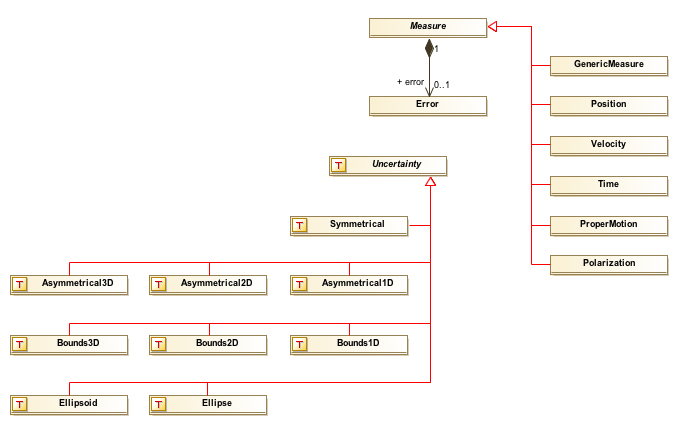 Measure
1
+ error
0..1
Error
GenericMeasure
Position
Velocity
Time
ProperMotion
Polarization
T Uncertainty
T Symmetrical
T Asymmetrical3D
T Asymmetrical2D
T Asymmetrical1D
T Bounds3D
T Bounds2D
T Bounds1D
T Ellipsoid
T Ellipse